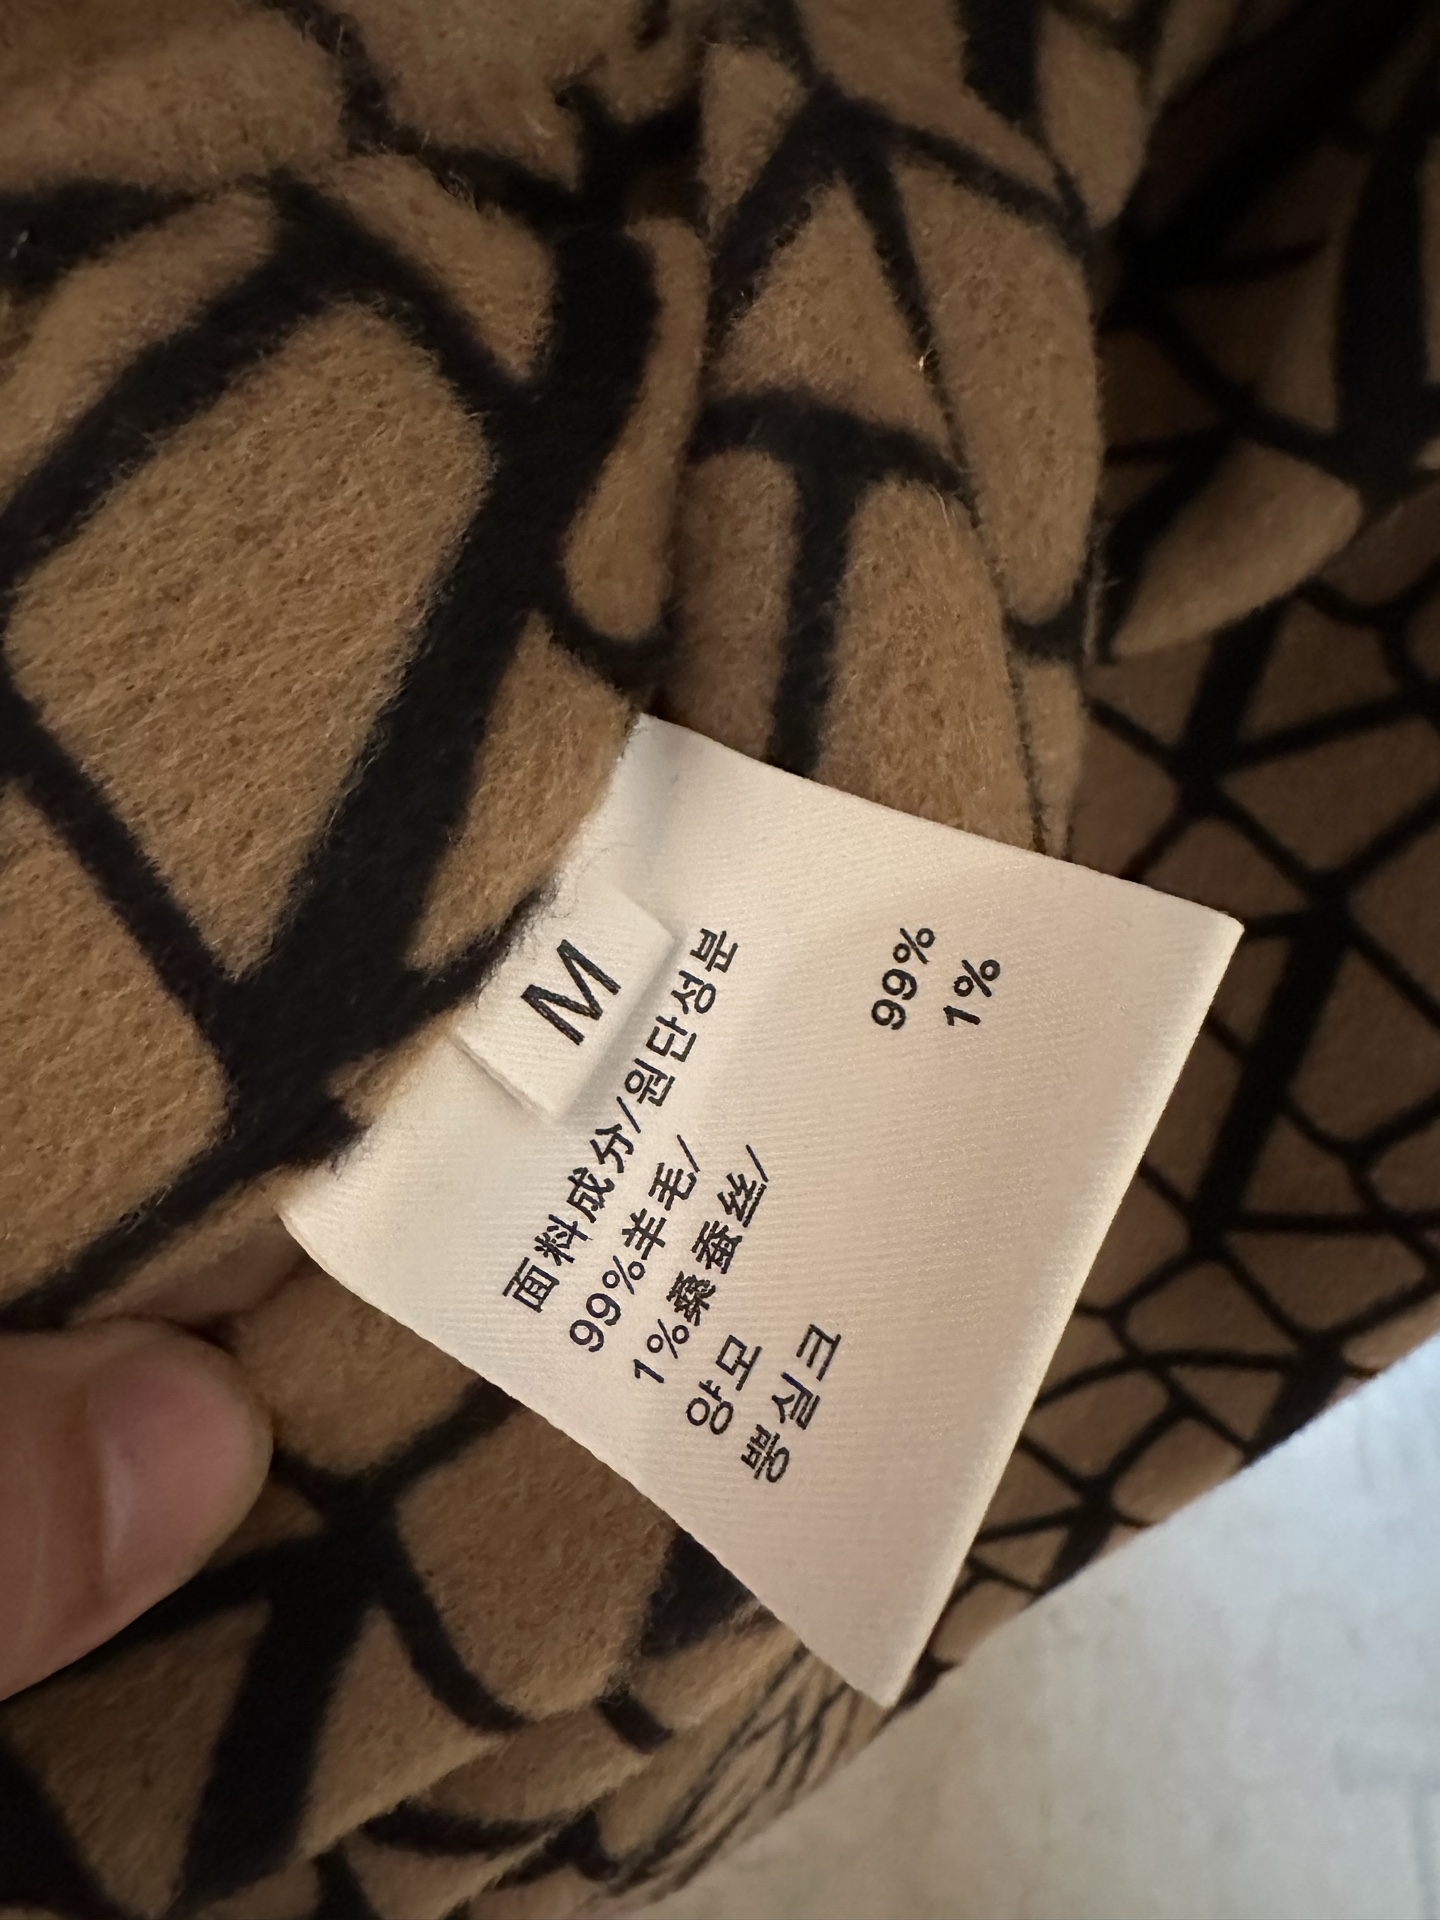 M
面料成分/원단성분
99%羊毛/
1%桑蚕丝/
양모 99%
뽕실크 1%